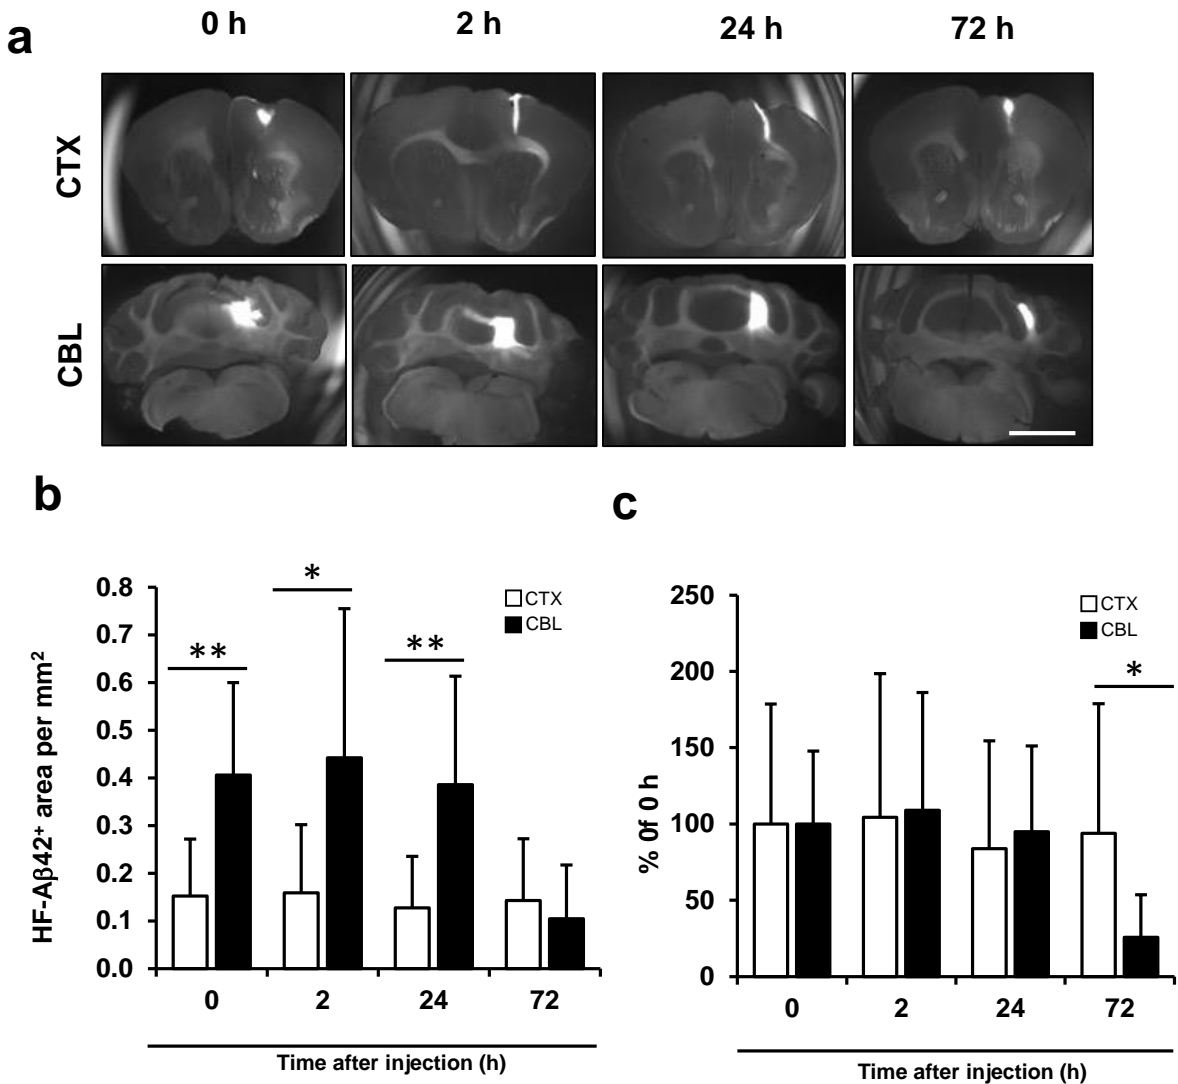 a
0 h 2 h 24 h 72 h
CTX
CBL
b
c
HF-Aβ42⁺ area per mm²
0.8
0.7
0.6
0.5
0.4
0.3
0.2
0.1
0.0
**
*
**
CTX
CBL
0 2 24 72
Time after injection (h)
% 0f 0 h
250
200
150
100
50
0
CTX
CBL
*
0 2 24 72
Time after injection (h)